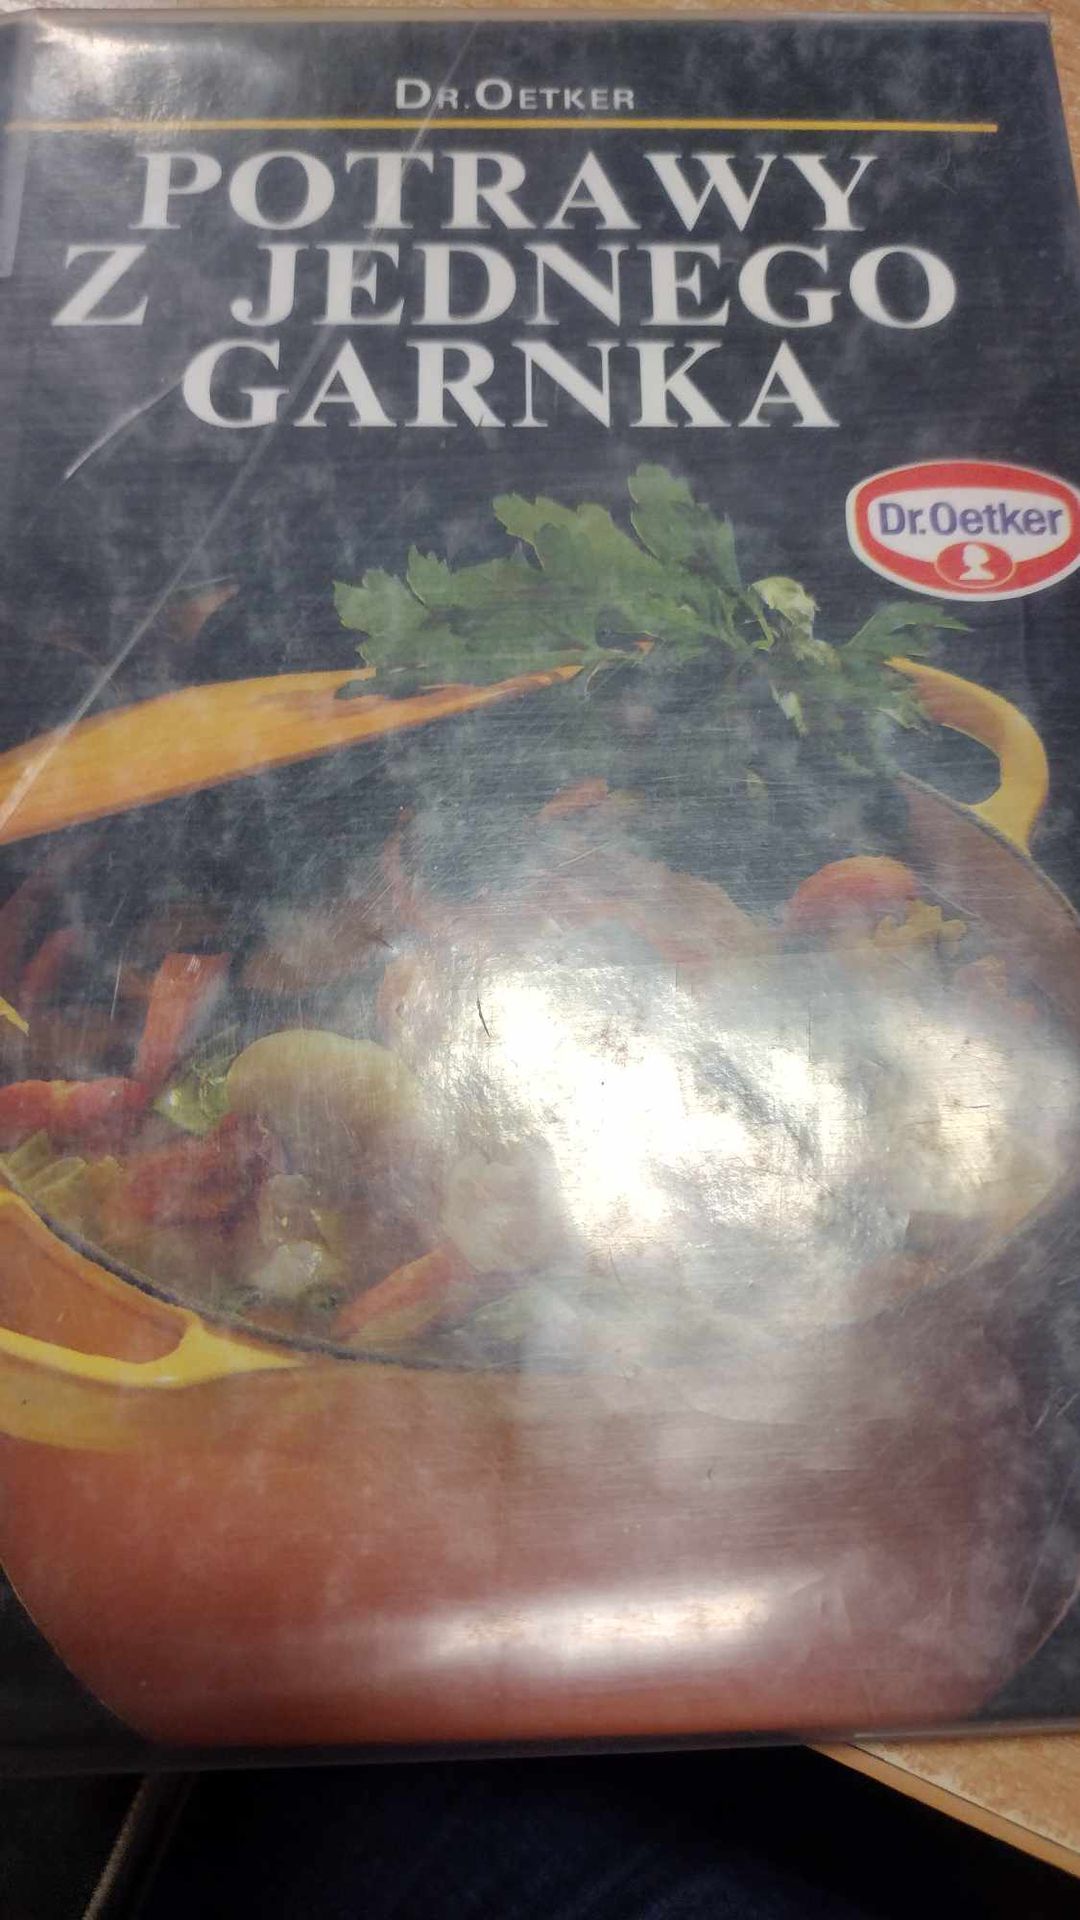 DR. OETKER
POTRAWY
Z JEDNEGO
GARNKA
Dr.Oetker